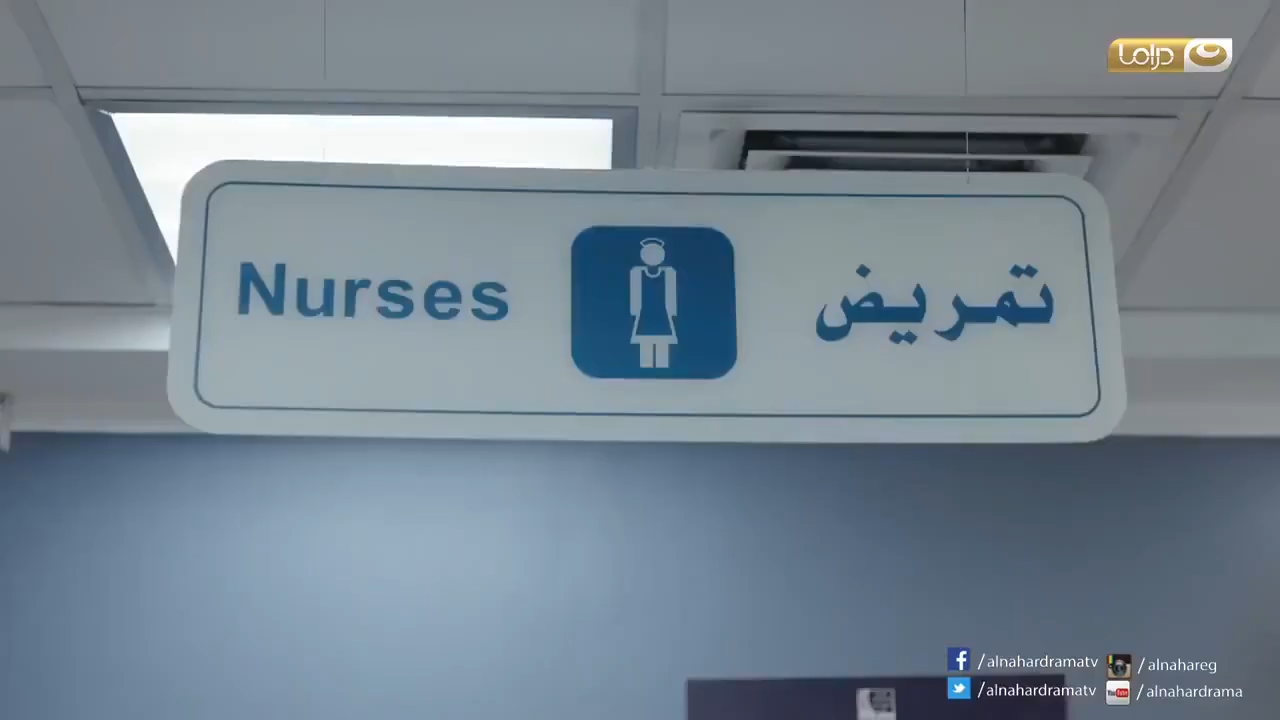 دراما
Nurses تمريض
/alnahardramatv /alnahareg
/alnahardramatv /alnahardrama